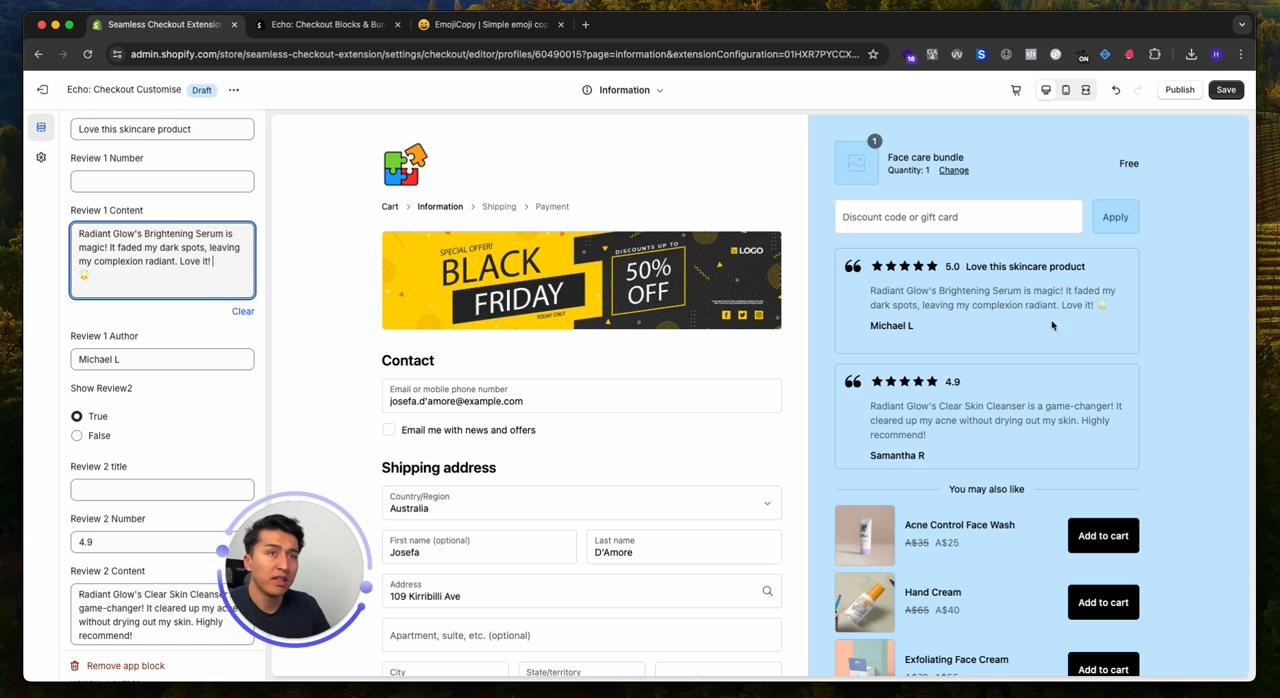 Seamless Checkout Extension
Echo: Checkout Blocks & Bun
EmojiCopy | Simple emoji cop
admin.shopify.com/store/seamless-checkout-extension/settings/checkout/editor/profiles/60490015?page=information&extensionConfiguration=01HXR7PYCCX...
16
ON
H
Echo: Checkout Customise
Draft
Information
Publish
Save
Love this skincare product
Review 1 Number
Review 1 Content
Radiant Glow's Brightening Serum is
magic! It faded my dark spots, leaving
my complexion radiant. Love it!
🌟
Clear
Review 1 Author
Michael L
Show Review2
True
False
Review 2 title
Review 2 Number
4.9
Review 2 Content
Radiant Glow's Clear Skin Cleanser
game-changer! It cleared up my acne
without drying out my skin. Highly
recommend!
Remove app block
Cart > Information > Shipping > Payment
SPECIAL OFFER!
BLACK
FRIDAY
TODAY ONLY
DISCOUNTS UP TO
50%
OFF
LOGO
Contact
Email or mobile phone number
josefa.d'amore@example.com
Email me with news and offers
Shipping address
Country/Region
Australia
First name (optional)
Josefa
Last name
D'Amore
Address
109 Kirribilli Ave
Apartment, suite, etc. (optional)
City
State/territory
1
Face care bundle
Quantity: 1 Change
Free
Discount code or gift card
Apply
5.0 Love this skincare product
Radiant Glow's Brightening Serum is magic! It faded my
dark spots, leaving my complexion radiant. Love it! 🌟
Michael L
4.9
Radiant Glow's Clear Skin Cleanser is a game-changer! It
cleared up my acne without drying out my skin. Highly
recommend!
Samantha R
You may also like
Acne Control Face Wash
A$35 A$25
Add to cart
Hand Cream
A$65 A$40
Add to cart
Exfoliating Face Cream
Add to cart